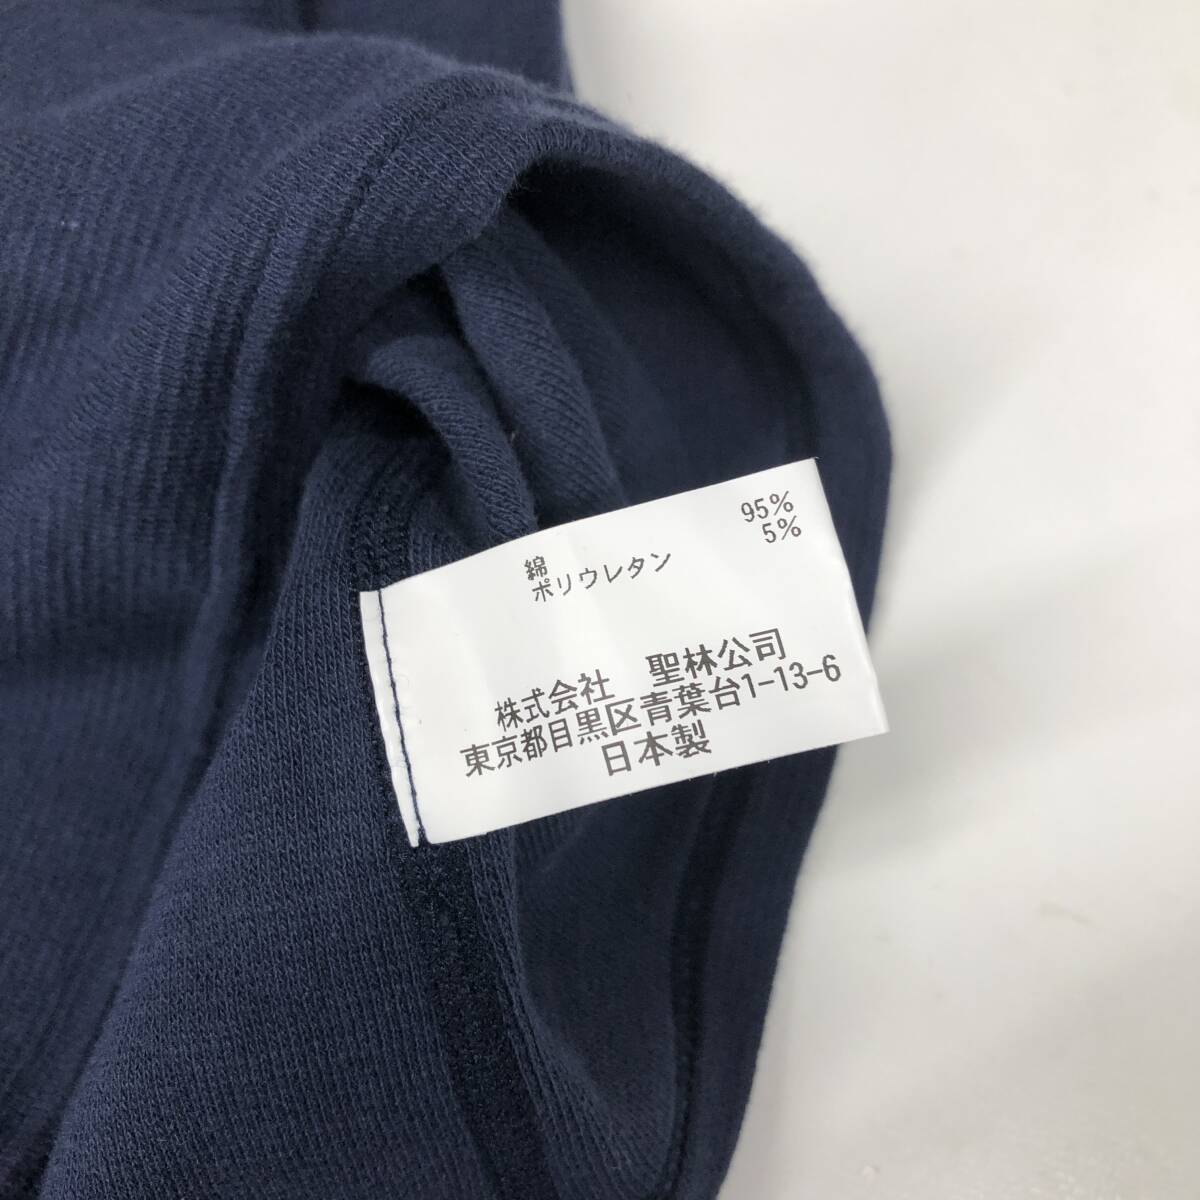 綿 95%
ポリウレタン 5%
株式会社 聖林公司
東京都目黒区青葉台1-13-6
日本製